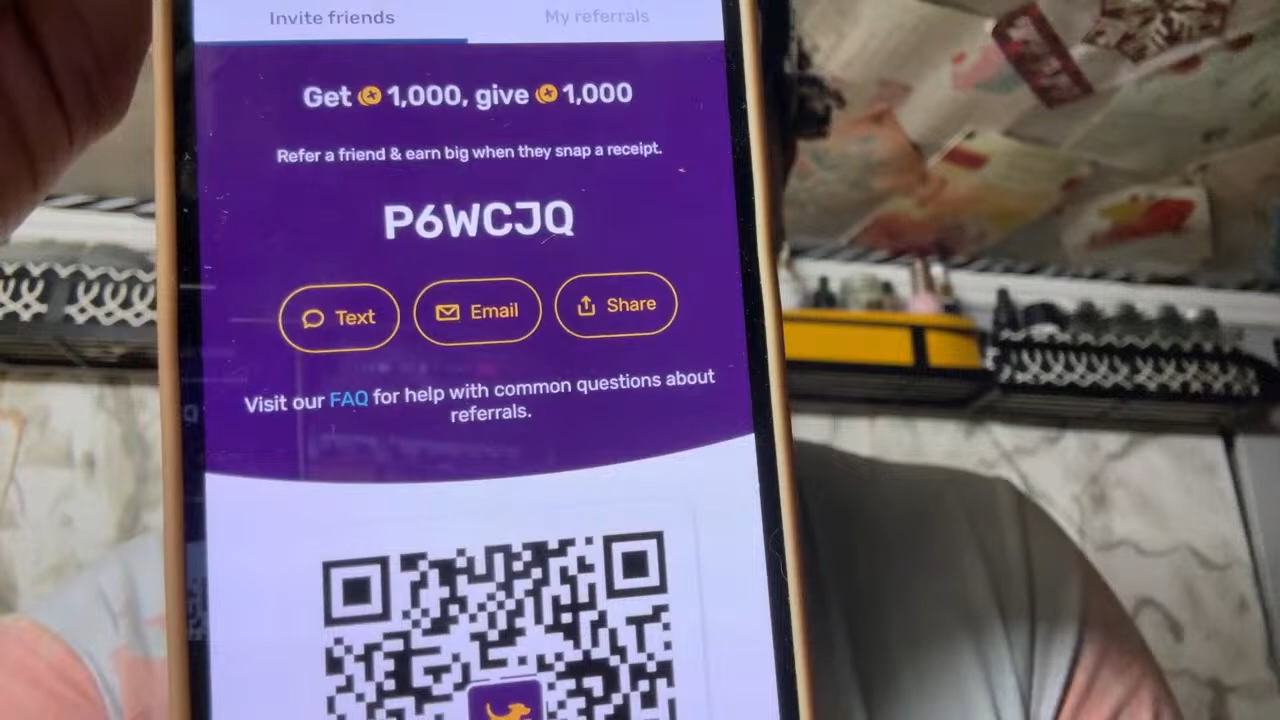 Invite friends
My referrals
Get 1,000, give 1,000
Refer a friend & earn big when they snap a receipt.
P6WCJQ
Text
Email
Share
Visit our FAQ for help with common questions about
referrals.